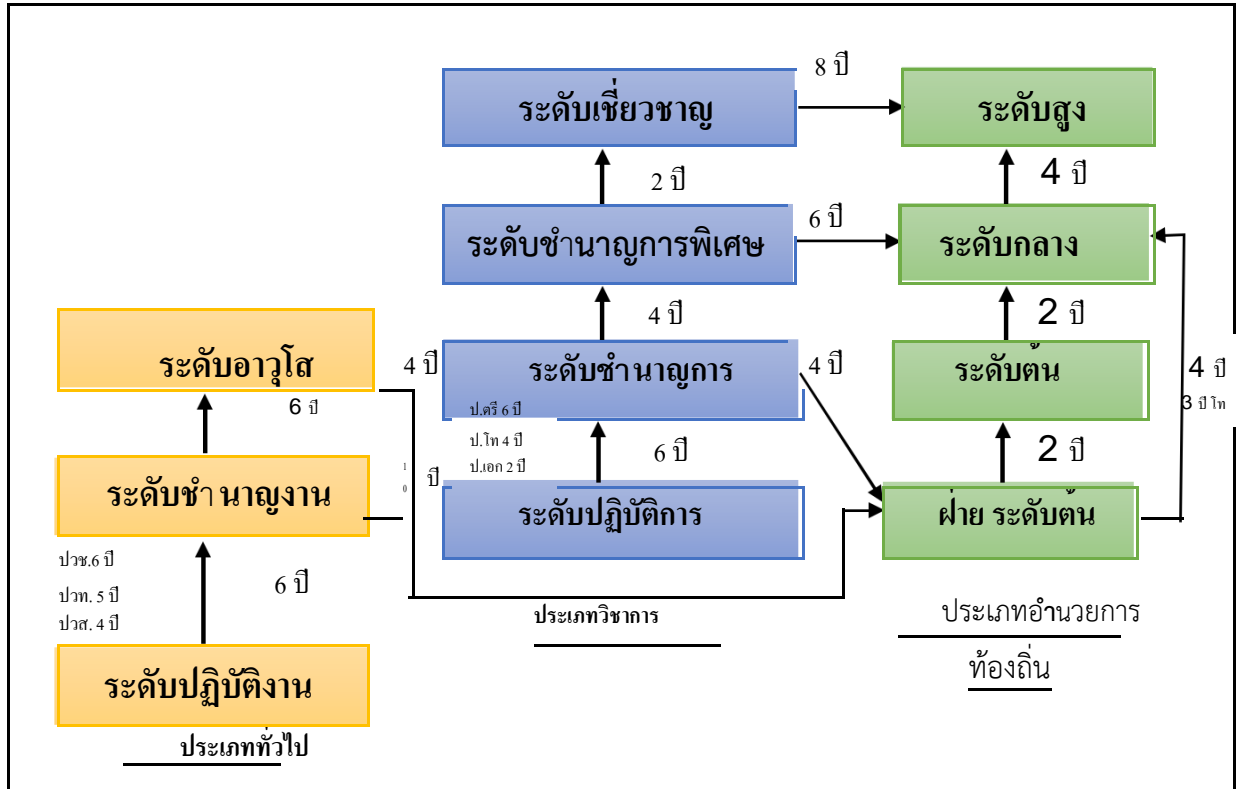 8 ปี
ระดับเชี่ยวชาญ
ระดับสูง
2 ปี
4 ปี
ระดับชำนาญการพิเศษ
6 ปี
ระดับกลาง
4 ปี
2 ปี
ระดับอาวุโส
4 ปี
ระดับชำนาญการ
4 ปี
ระดับต้น
4 ปี
3 ปี โท
6 ปี
ป.ตรี 6 ปี
ป.โท 4 ปี
ป.เอก 2 ปี
6 ปี
2 ปี
ระดับชำนาญงาน
10 ปี
ระดับปฏิบัติการ
ฝ่าย ระดับต้น
ปวช.6 ปี
ปวท. 5 ปี
ปวส. 4 ปี
6 ปี
ประเภทวิชาการ
ประเภทอำนวยการ
ท้องถิ่น
ระดับปฏิบัติงาน
ประเภททั่วไป